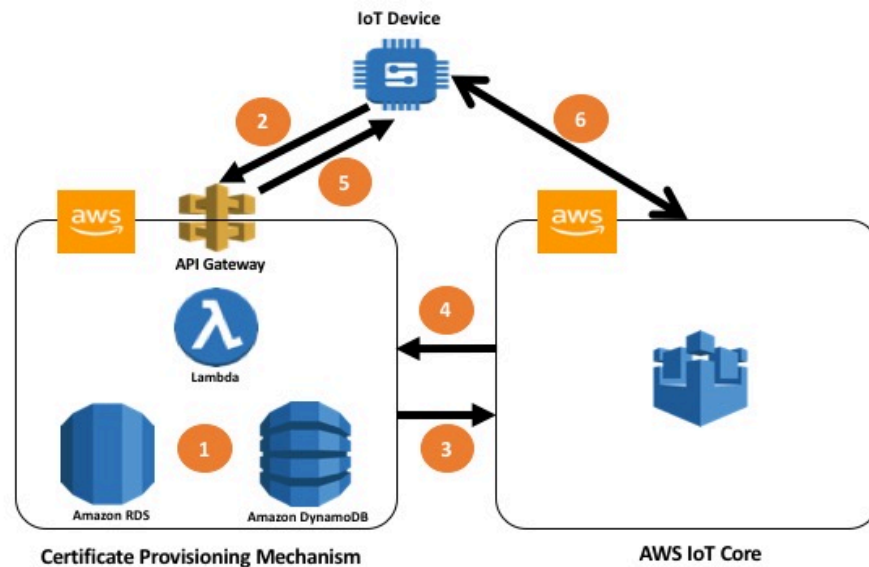 IoT Device
2
6
5
aws
aws
API Gateway
4
Lambda
1
3
Amazon RDS
Amazon DynamoDB
Certificate Provisioning Mechanism
AWS IoT Core